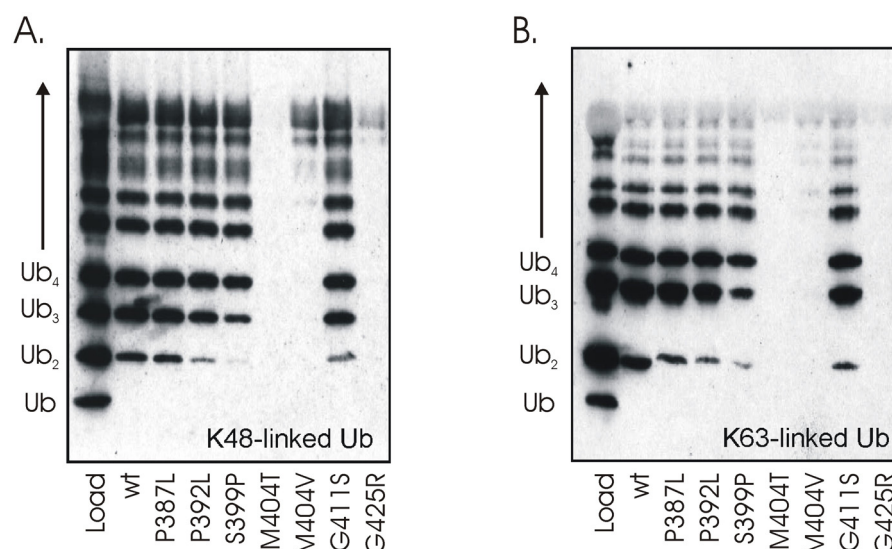 A.
Ub4
Ub3
Ub2
Ub
K48-linked Ub
Load
wt
P387L
P392L
S399P
M404T
M404V
G411S
G425R
B.
Ub4
Ub3
Ub2
Ub
K63-linked Ub
Load
wt
P387L
P392L
S399P
M404T
M404V
G411S
G425R